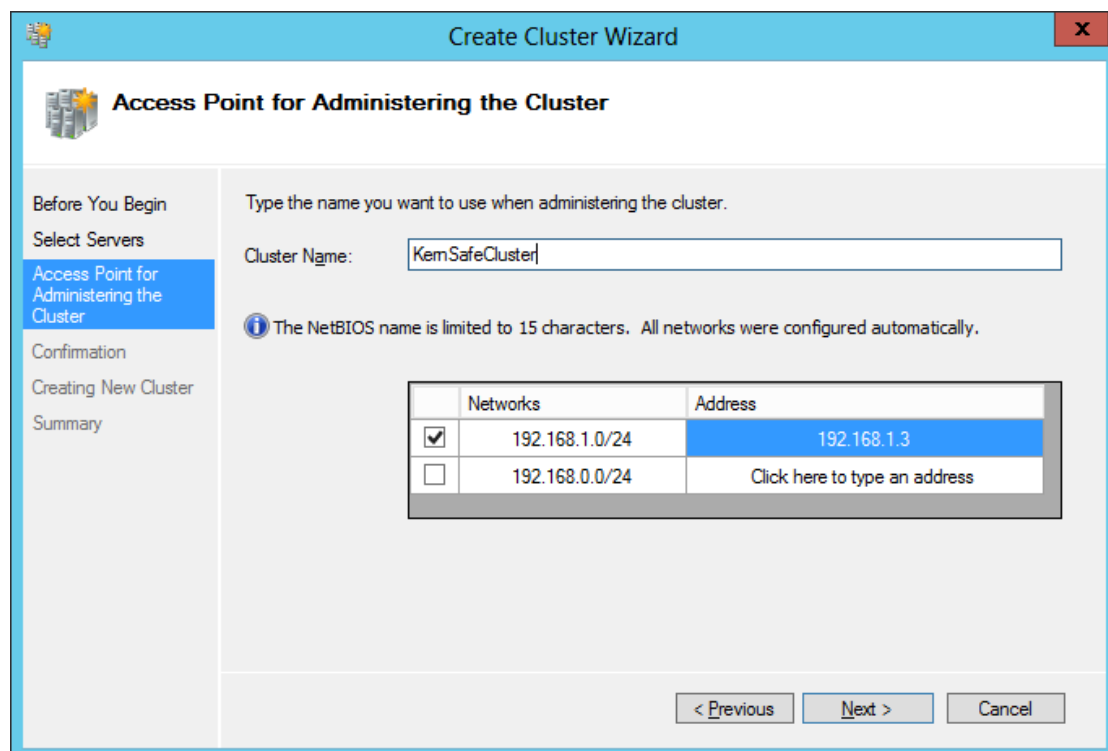 Create Cluster Wizard
x
Access Point for Administering the Cluster
Before You Begin
Select Servers
Access Point for
Administering the
Cluster
Confirmation
Creating New Cluster
Summary
Type the name you want to use when administering the cluster.
Cluster Name:
KernSafeCluster
The NetBIOS name is limited to 15 characters. All networks were configured automatically.
Networks Address
192.168.1.0/24 192.168.1.3
192.168.0.0/24 Click here to type an address
< Previous Next > Cancel